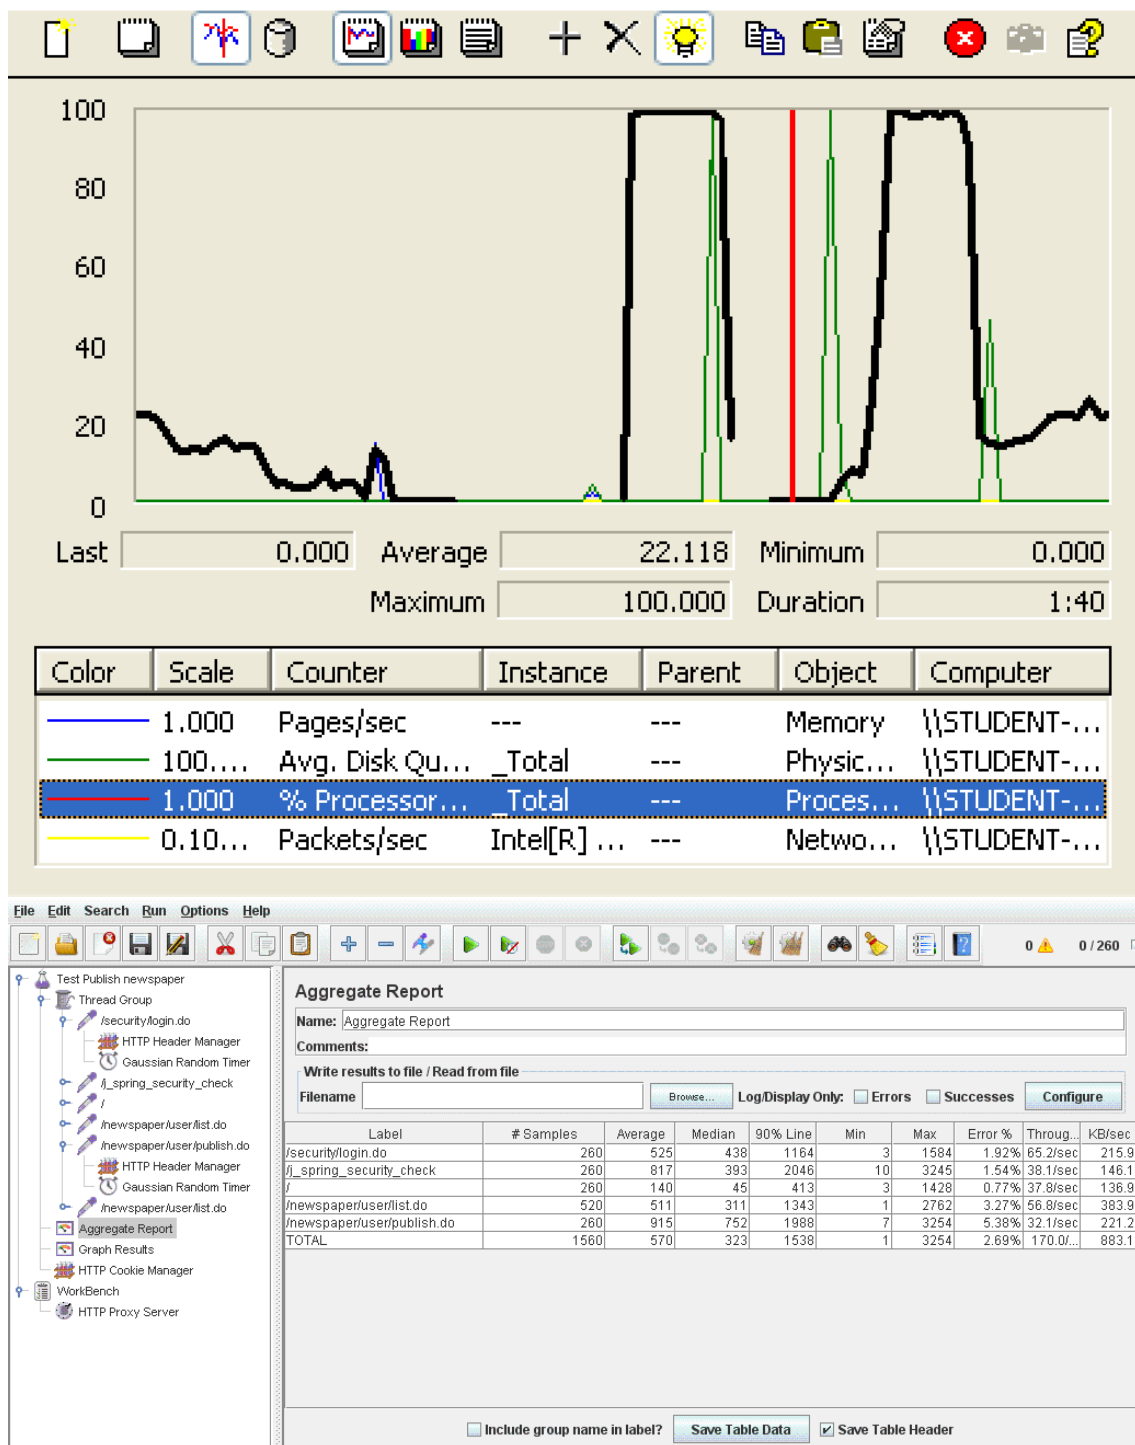 100
80
60
40
20
0
Last 0.000 Average 22.118 Minimum 0.000
Maximum 100.000 Duration 1:40
Color Scale Counter Instance Parent Object Computer
1.000 Pages/sec --- --- Memory \\STUDENT-...
100.... Avg. Disk Qu... _Total --- Physic... \\STUDENT-...
1.000 % Processor... _Total --- Proces... \\STUDENT-...
0.10... Packets/sec Intel[R] ... --- Netwo... \\STUDENT-...
File Edit Search Run Options Help
0 0 / 260
Test Publish newspaper
Thread Group
/security/login.do
HTTP Header Manager
Gaussian Random Timer
/j_spring_security_check
/
/newspaper/user/list.do
/newspaper/user/publish.do
HTTP Header Manager
Gaussian Random Timer
/newspaper/user/list.do
Aggregate Report
Graph Results
HTTP Cookie Manager
WorkBench
HTTP Proxy Server
Aggregate Report
Name: Aggregate Report
Comments:
Write results to file / Read from file
Filename Browse... Log/Display Only: Errors Successes Configure
Label # Samples Average Median 90% Line Min Max Error % Throug... KB/sec
/security/login.do 260 525 438 1164 3 1584 1.92% 65.2/sec 215.9
/j_spring_security_check 260 817 393 2046 10 3245 1.54% 38.1/sec 146.1
/ 260 140 45 413 3 1428 0.77% 37.8/sec 136.9
/newspaper/user/list.do 520 511 311 1343 1 2762 3.27% 56.8/sec 383.9
/newspaper/user/publish.do 260 915 752 1988 7 3254 5.38% 32.1/sec 221.2
TOTAL 1560 570 323 1538 1 3254 2.69% 170.0/... 883.1
Include group name in label? Save Table Data Save Table Header